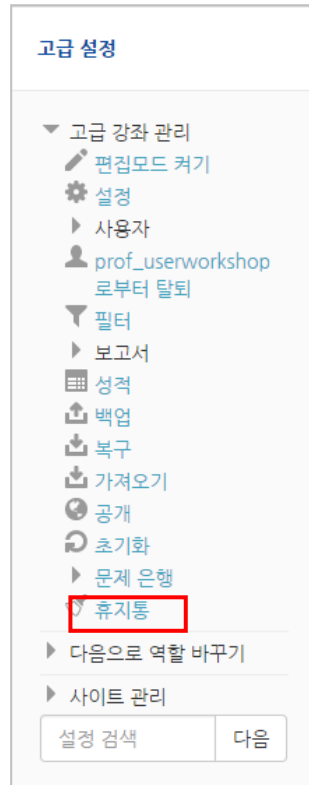 고급 설정
고급 강좌 관리
편집모드 켜기
설정
사용자
prof_userworkshop
로부터 탈퇴
필터
보고서
성적
백업
복구
가져오기
공개
초기화
문제 은행
휴지통
다음으로 역할 바꾸기
사이트 관리
설정 검색 다음